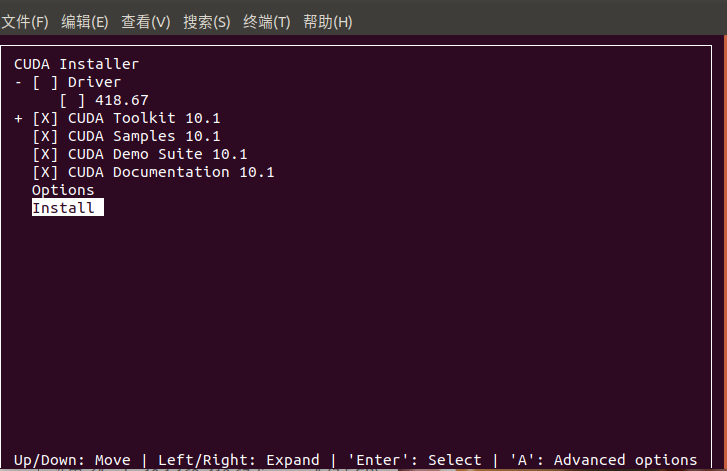 文件(F) 编辑(E) 查看(V) 搜索(S) 终端(T) 帮助(H)
CUDA Installer
- [ ] Driver
[ ] 418.67
+ [X] CUDA Toolkit 10.1
[X] CUDA Samples 10.1
[X] CUDA Demo Suite 10.1
[X] CUDA Documentation 10.1
Options
Install
Up/Down: Move | Left/Right: Expand | 'Enter': Select | 'A': Advanced options